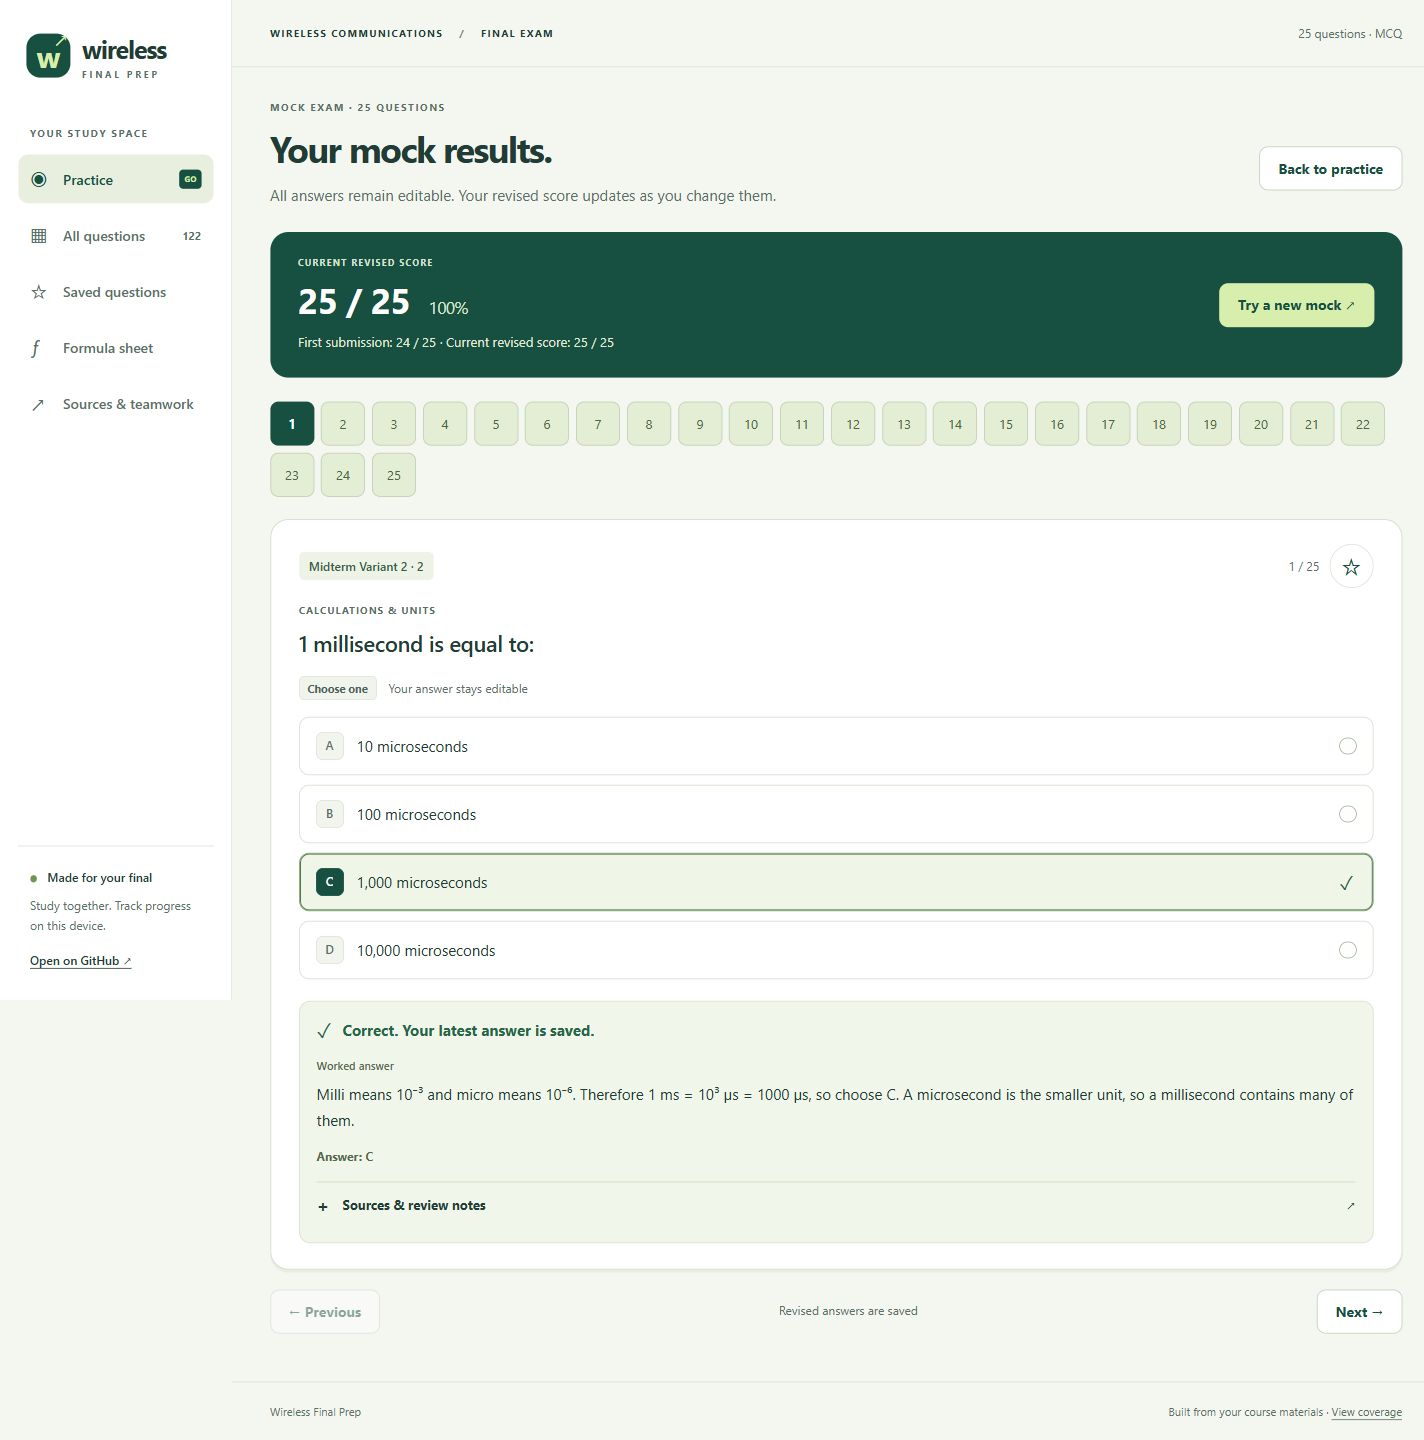 w↗ wireless
FINAL PREP
YOUR STUDY SPACE
Practice GO
All questions 122
Saved questions
Formula sheet
Sources & teamwork
Made for your final
Study together. Track progress
on this device.
Open on GitHub ↗
WIRELESS COMMUNICATIONS / FINAL EXAM
25 questions · MCQ
MOCK EXAM · 25 QUESTIONS
Your mock results.
All answers remain editable. Your revised score updates as you change them.
Back to practice
CURRENT REVISED SCORE
25 / 25 100%
First submission: 24 / 25 · Current revised score: 25 / 25
Try a new mock ↗
1 2 3 4 5 6 7 8 9 10 11 12 13 14 15 16 17 18 19 20 21 22
23 24 25
Midterm Variant 2 · 2
1 / 25
CALCULATIONS & UNITS
1 millisecond is equal to:
Choose one Your answer stays editable
A 10 microseconds
B 100 microseconds
C 1,000 microseconds ✓
D 10,000 microseconds
✓ Correct. Your latest answer is saved.
Worked answer
Milli means 10⁻³ and micro means 10⁻⁶. Therefore 1 ms = 10³ μs = 1000 μs, so choose C. A microsecond is the smaller unit, so a millisecond contains many of
them.
Answer: C
+ Sources & review notes ↗
← Previous
Revised answers are saved
Next →
Wireless Final Prep
Built from your course materials · View coverage